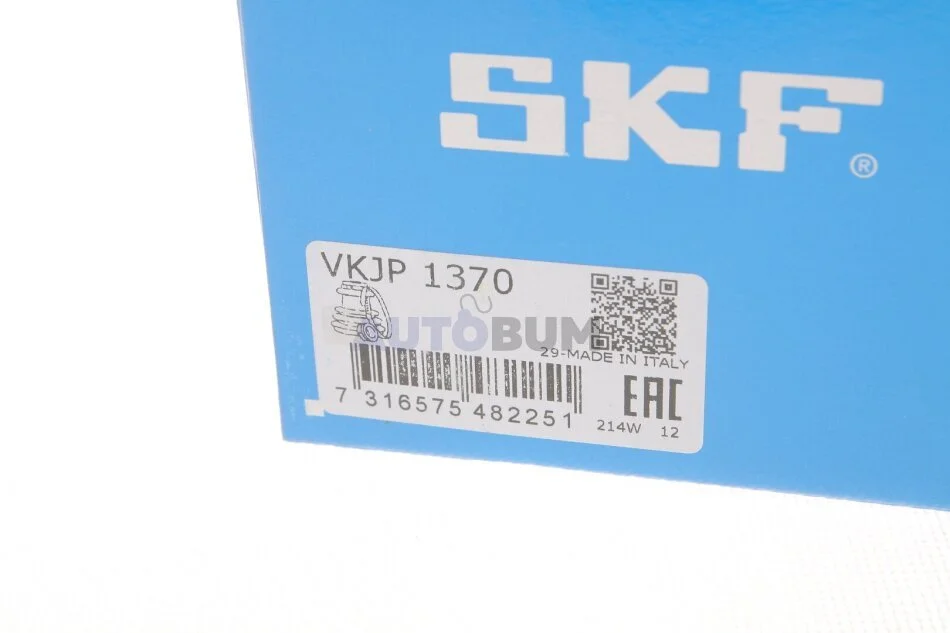 SKF®
VKJP 1370
AUTOBUM
29-MADE IN ITALY
7 316575 482251
EAC
214W 12